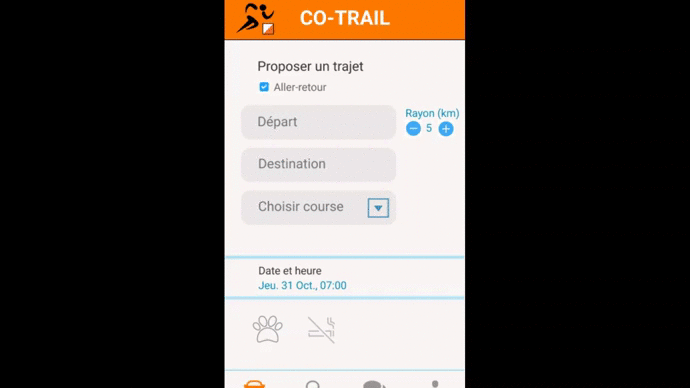 CO-TRAIL
Proposer un trajet
Aller-retour
Départ
Rayon (km)
5
Destination
Choisir course
Date et heure
Jeu. 31 Oct., 07:00